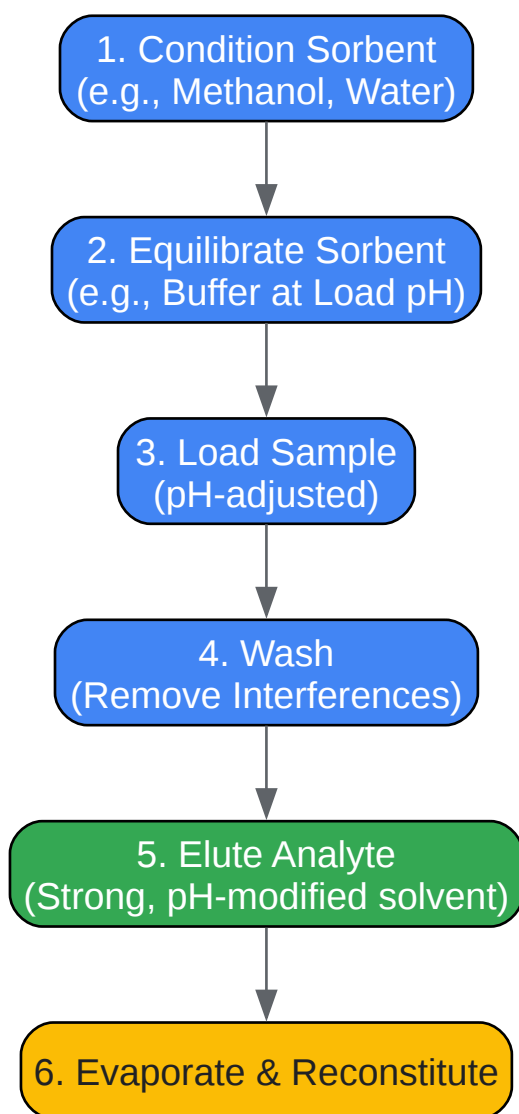 1. Condition Sorbent
(e.g., Methanol, Water)
2. Equilibrate Sorbent
(e.g., Buffer at Load pH)
3. Load Sample
(pH-adjusted)
4. Wash
(Remove Interferences)
5. Elute Analyte
(Strong, pH-modified solvent)
6. Evaporate & Reconstitute